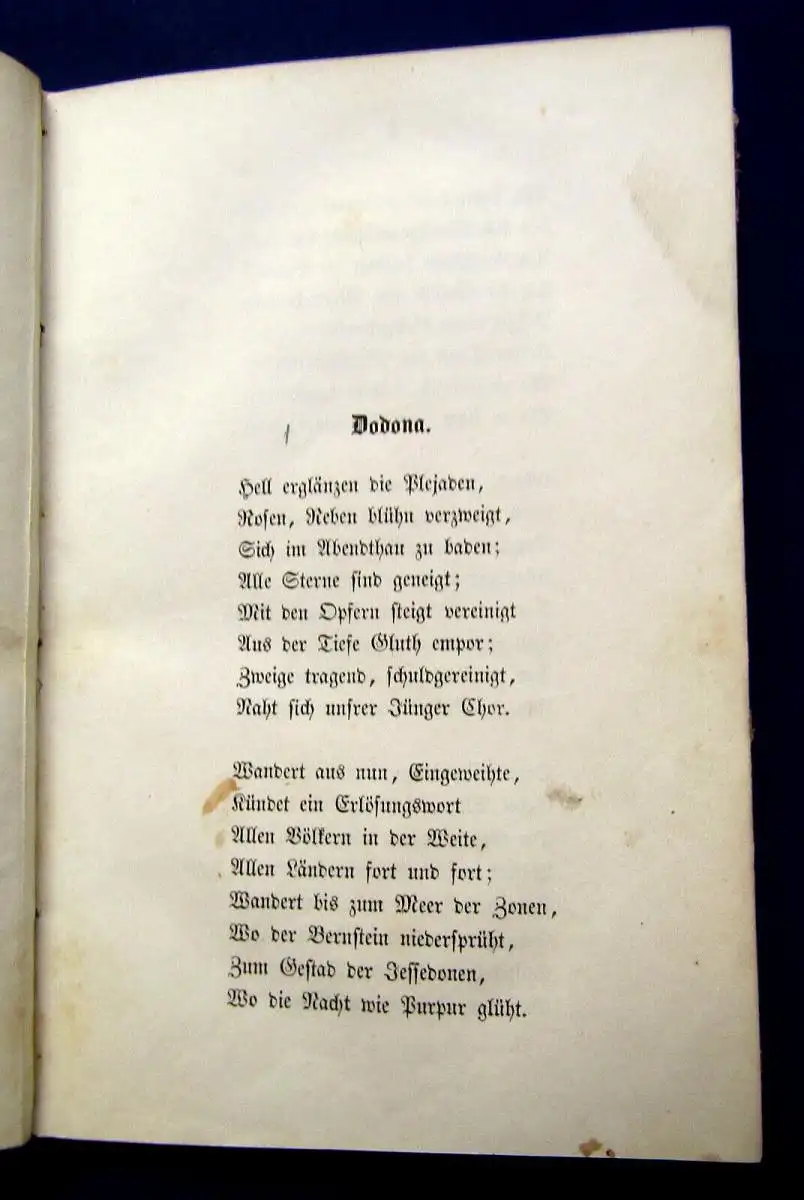 Dodona.
Hell erglänzen die Plejaden,
Rosen, Reben blühn verzweigt,
Sich im Abendthau zu baden;
Alle Sterne sind geneigt;
Mit den Opfern steigt vereinigt
Aus der Tiefe Gluth empor;
Zweige tragend, schuldgereinigt,
Naht sich unsrer Jünger Chor.
Wandert aus nun, Eingeweihte,
Kündet ein Erlösungswort
Allen Völkern in der Weite,
Allen Ländern fort und fort;
Wandert bis zum Meer der Zonen,
Wo der Bernstein niedersprüht,
Zum Gestad der Jessedonen,
Wo die Nacht wie Purpur glüht.